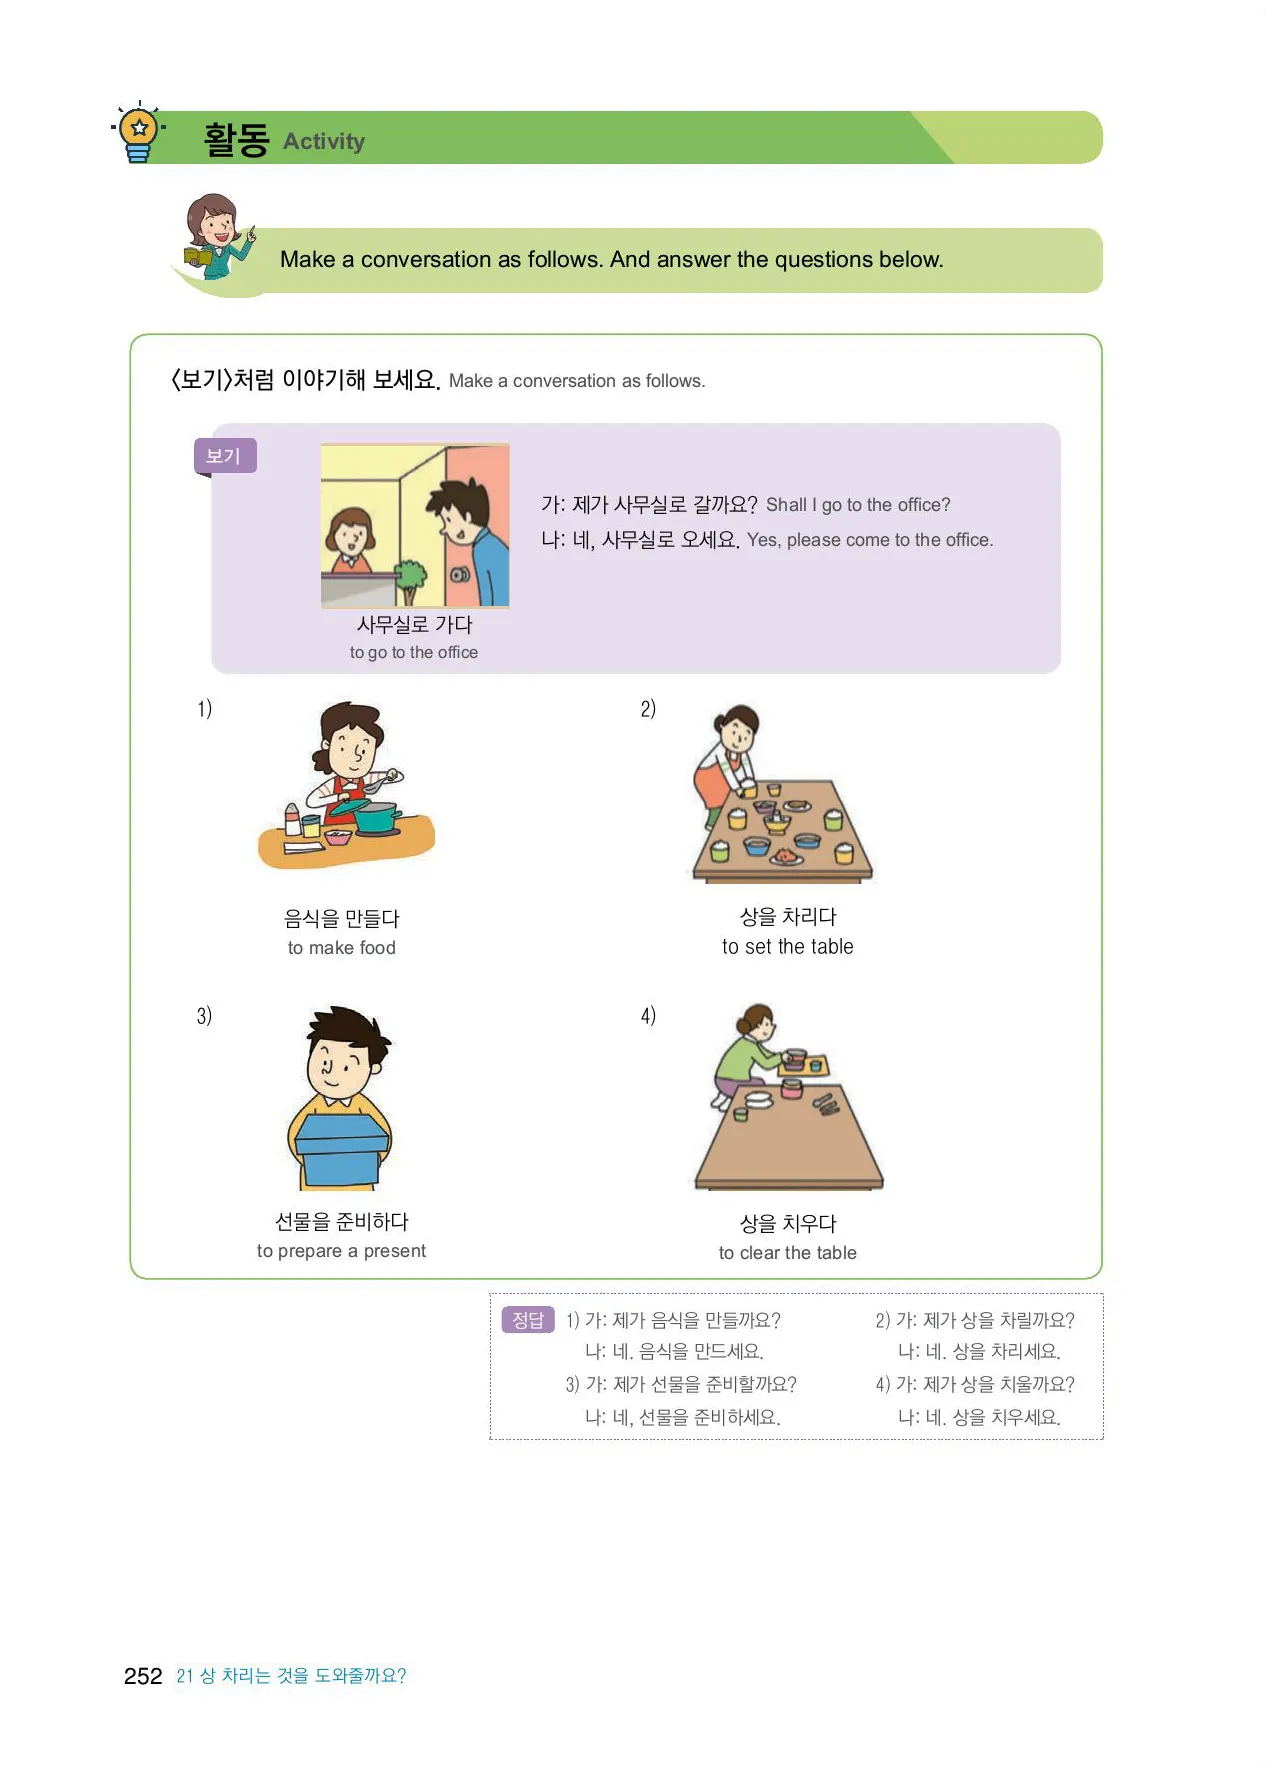 활동 Activity
Make a conversation as follows. And answer the questions below.
<보기>처럼 이야기해 보세요. Make a conversation as follows.
보기
가: 제가 사무실로 갈까요? Shall I go to the office?
나: 네, 사무실로 오세요. Yes, please come to the office.
사무실로 가다
to go to the office
1)
음식을 만들다
to make food
2)
상을 차리다
to set the table
3)
선물을 준비하다
to prepare a present
4)
상을 치우다
to clear the table
정답
1) 가: 제가 음식을 만들까요?
나: 네. 음식을 만드세요.
2) 가: 제가 상을 차릴까요?
나: 네. 상을 차리세요.
3) 가: 제가 선물을 준비할까요?
나: 네, 선물을 준비하세요.
4) 가: 제가 상을 치울까요?
나: 네. 상을 치우세요.
252 21 상 차리는 것을 도와줄까요?